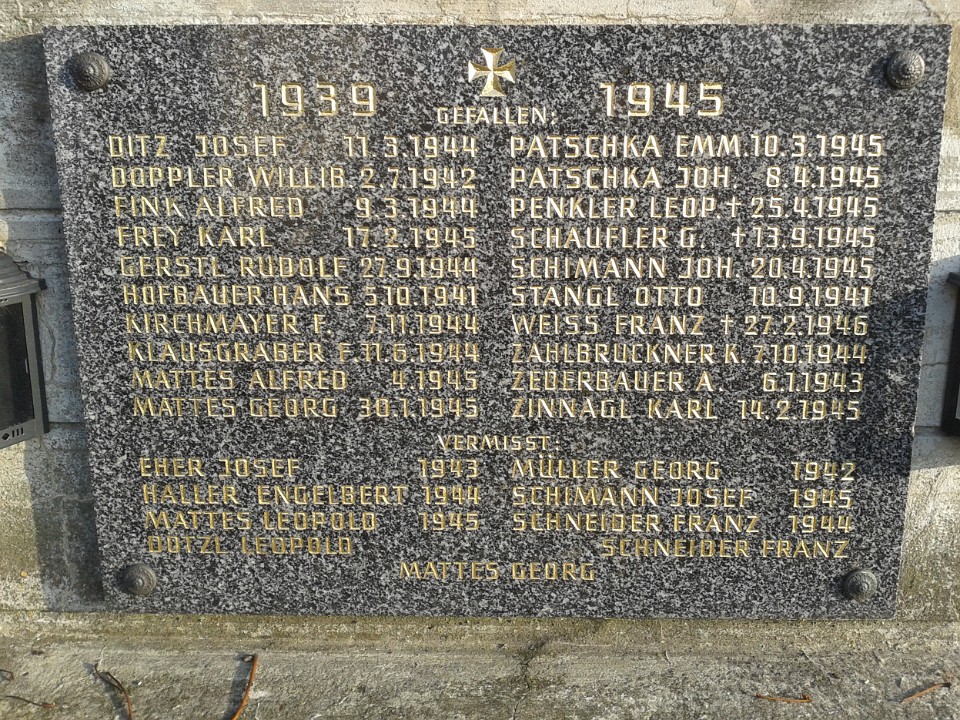 1939 1945
GEFALLEN:
DITZ JOSEF 11.3.1944
DOPPLER WILLIB. 2.7.1942
FINK ALFRED 9.3.1944
FREY KARL 17.2.1945
GERSTL RUDOLF 27.9.1944
HOFBAUER HANS 5.10.1941
KIRCHMAYER F. 7.11.1944
KLAUSGRABER F. 11.6.1944
MATTES ALFRED 4.1945
MATTES GEORG 30.1.1945
PATSCHKA EMM. 10.3.1945
PATSCHKA JOH. 8.4.1945
PENKLER LEOP. † 25.4.1945
SCHAUFLER G. † 13.9.1945
SCHIMANN JOH. 20.4.1945
STANGL OTTO 10.9.1941
WEISS FRANZ † 27.2.1946
ZAHLBRUCKNER K. 7.10.1944
ZEDERBAUER A. 6.1.1943
ZINNAGL KARL 14.2.1945
VERMISST:
EHER JOSEF 1943
HALLER ENGELBERT 1944
MATTES LEOPOLD 1945
DOTZL LEOPOLD
MÜLLER GEORG 1942
SCHIMANN JOSEF 1945
SCHNEIDER FRANZ 1944
SCHNEIDER FRANZ
MATTES GEORG